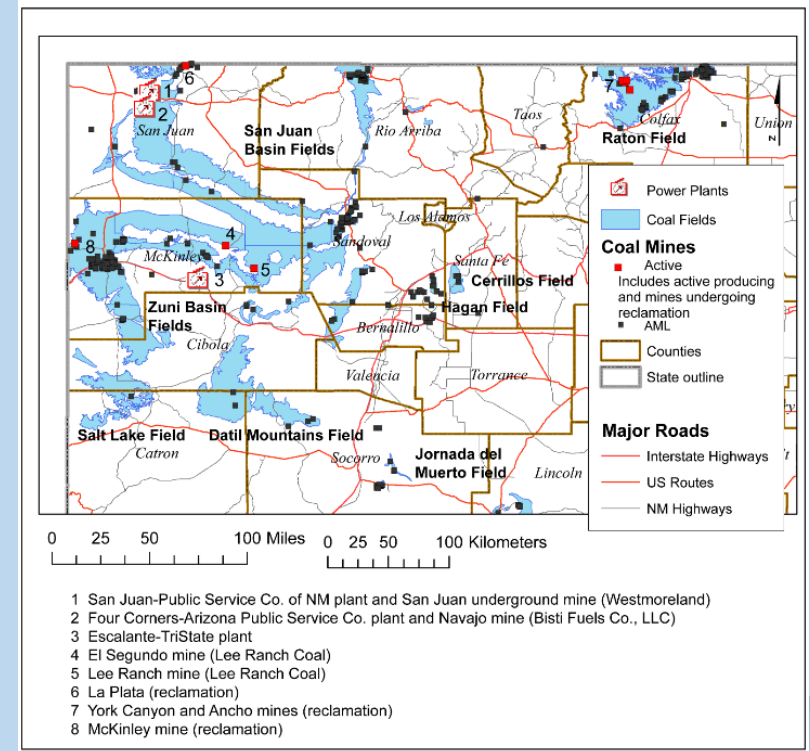 6
1
2
San Juan
San Juan
Basin Fields
Rio Arriba
Taos
7
Colfax
Raton Field
Union
N
Power Plants
Coal Fields
Coal Mines
Active
Includes active producing
and mines undergoing
reclamation
AML
Counties
State outline
Major Roads
Interstate Highways
US Routes
NM Highways
Los Alamos
Sandoval
Santa Fé
Cerrillos Field
Hagan Field
8
4
McKinley
5
3
Zuni Basin
Fields
Cibola
Bernalillo
Valencia
Torrance
Salt Lake Field
Datil Mountains Field
Catron
Socorro
Jornada del
Muerto Field
Lincoln
0 25 50 100 Miles
0 25 50 100 Kilometers
1 San Juan-Public Service Co. of NM plant and San Juan underground mine (Westmoreland)
2 Four Corners-Arizona Public Service Co. plant and Navajo mine (Bisti Fuels Co., LLC)
3 Escalante-TriState plant
4 El Segundo mine (Lee Ranch Coal)
5 Lee Ranch mine (Lee Ranch Coal)
6 La Plata (reclamation)
7 York Canyon and Ancho mines (reclamation)
8 McKinley mine (reclamation)